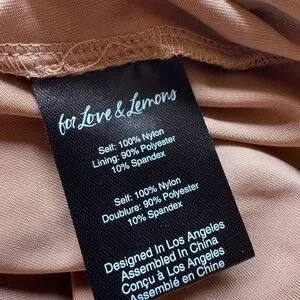 for Love & Lemons
Self: 100% Nylon
Lining: 90% Polyester
10% Spandex
Self: 100% Nylon
Doublure: 90% Polyester
10% Spandex
Designed In Los Angeles
Assembled In China
Conçu à Los Angeles
Assemblé en Chine